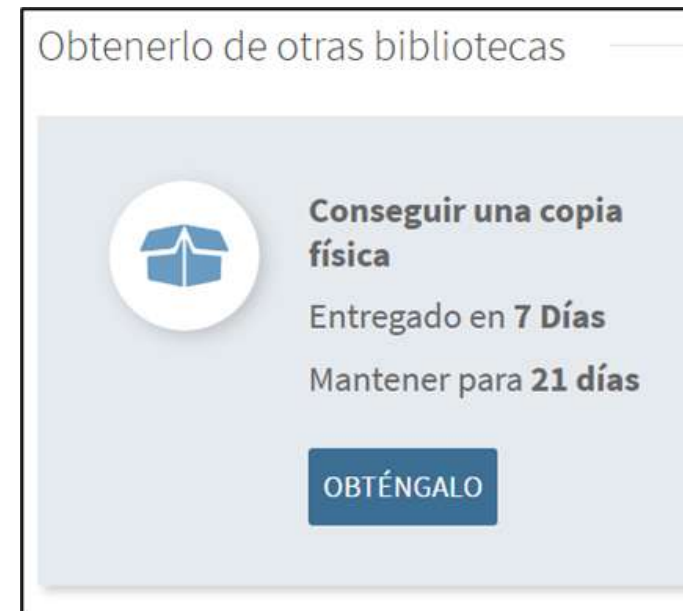 Obtenerlo de otras bibliotecas
Conseguir una copia
física
Entregado en 7 Días
Mantener para 21 días
OBTÉNGALO